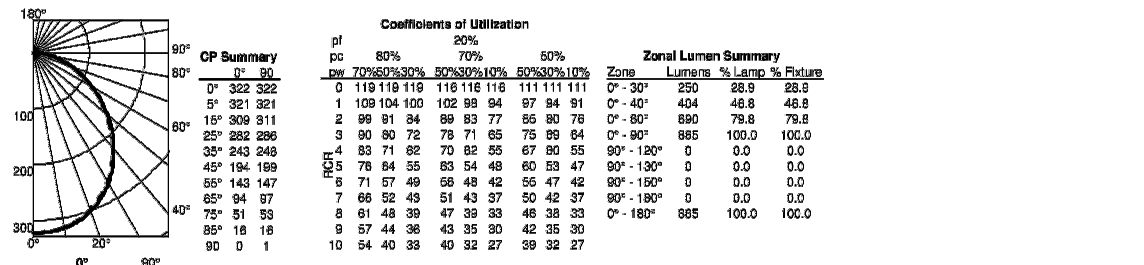 180°
90°
80°
100
60°
200
40°
300
0° 20°
0° 90°
CP Summary
0° 90
0° 322 322
5° 321 321
15° 309 311
25° 282 286
35° 243 248
45° 194 199
55° 143 147
65° 94 97
75° 51 53
85° 16 18
90 0 1
Coefficients of Utilization
pf 20%
pc 80% 70% 50%
pw 70%50%30% 50%30%10% 50%30%10%
RCR
0 119 119 119 116 116 116 111 111 111
1 109 104 100 102 98 94 97 94 91
2 99 91 84 89 83 77 85 80 76
3 90 80 72 78 71 65 75 69 64
4 83 71 62 70 62 55 67 60 55
5 76 64 55 63 54 48 60 53 47
6 71 57 49 56 48 42 55 47 42
7 66 52 43 51 43 37 50 42 37
8 61 48 39 47 39 33 46 38 33
9 57 44 36 43 35 30 42 35 30
10 54 40 33 40 32 27 39 32 27
Zonal Lumen Summary
Zone Lumens % Lamp % Fixture
0° - 30° 250 28.9
0° - 40° 404 46.8 46.8
0° - 60° 690 79.8 79.8
0° - 90° 865 100.0 100.0
90° - 120° 0 0.0 0.0
90° - 130° 0 0.0 0.0
90° - 150° 0 0.0 0.0
90° - 180° 0 0.0 0.0
0° - 180° 865 100.0 100.0